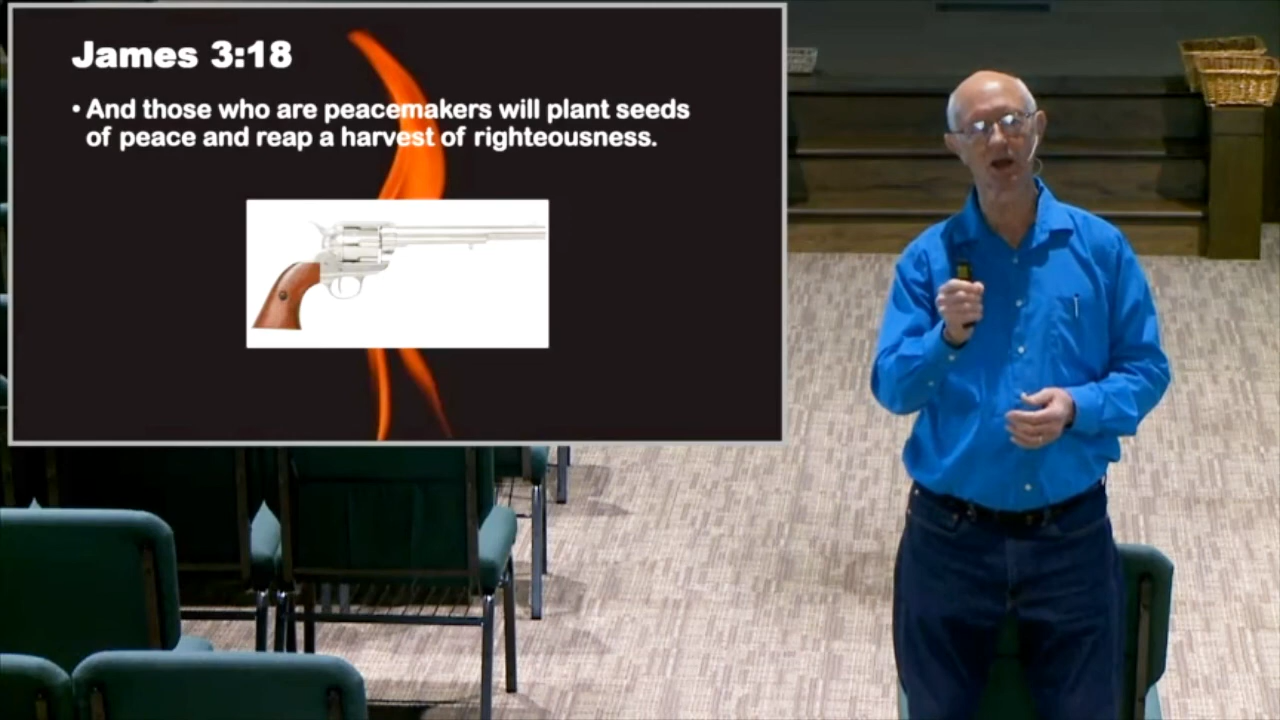 James 3:18
• And those who are peacemakers will plant seeds
of peace and reap a harvest of righteousness.